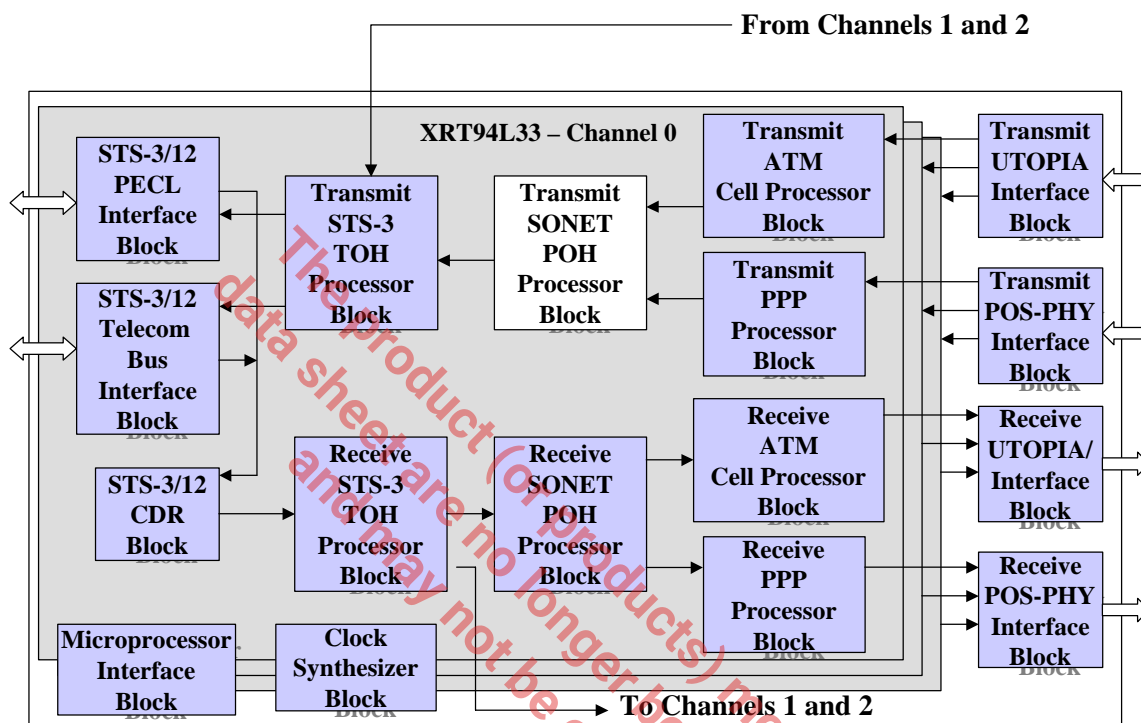 From Channels 1 and 2
XRT94L33 – Channel 0
STS-3/12
PECL
Interface
Block
Transmit
STS-3
TOH
Processor
Block
Transmit
SONET
POH
Processor
Block
Transmit
ATM
Cell Processor
Block
Transmit
UTOPIA
Interface
Block
STS-3/12
Telecom
Bus
Interface
Block
Transmit
PPP
Processor
Block
Transmit
POS-PHY
Interface
Block
STS-3/12
CDR
Block
Receive
STS-3
TOH
Processor
Block
Receive
SONET
POH
Processor
Block
Receive
ATM
Cell Processor
Block
Receive
UTOPIA/
Interface
Block
Receive
PPP
Processor
Block
Receive
POS-PHY
Interface
Block
Microprocessor
Interface
Block
Clock
Synthesizer
Block
To Channels 1 and 2
The product (or products) m
data sheet are no longer be
and may not be